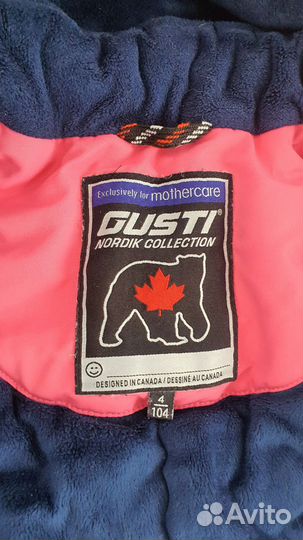 Exclusively for mothercare
GUSTI
NORDIK COLLECTION
DESIGNED IN CANADA / DESSINÉ AU CANADA
4
104
Avito